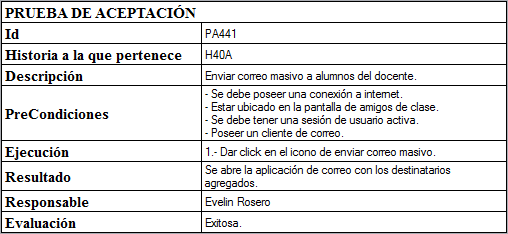 PRUEBA DE ACEPTACIÓN
Id PA441
Historia a la que pertenece H40A
Descripción Enviar correo masivo a alumnos del docente.
PreCondiciones
- Se debe poseer una conexión a internet.
- Estar ubicado en la pantalla de amigos de clase.
- Se debe tener una sesión de usuario activa.
- Poseer un cliente de correo.
Ejecución 1.- Dar click en el icono de enviar correo masivo.
Resultado Se abre la aplicación de correo con los destinatarios
agregados.
Responsable Evelin Rosero
Evaluación Exitosa.